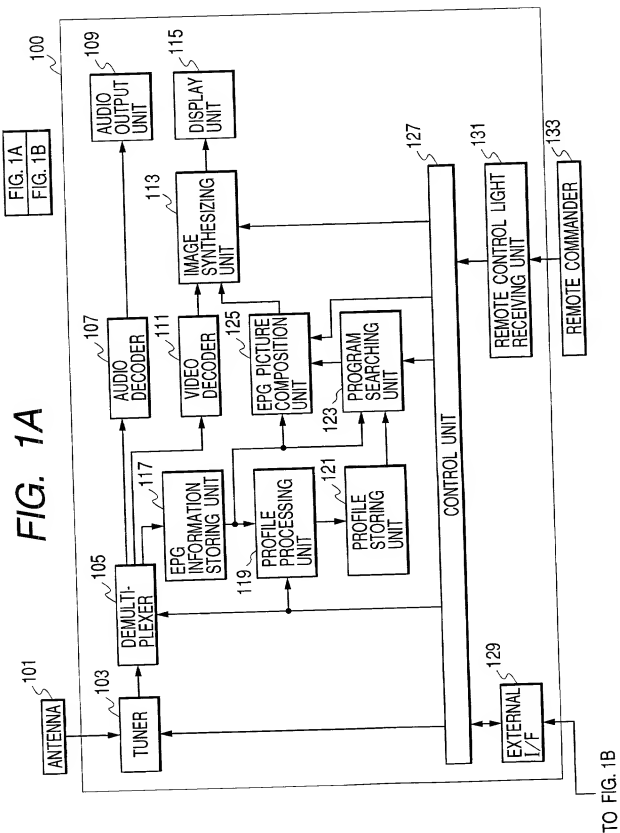 FIG. 1A
FIG. 1A
FIG. 1B
100
101
ANTENNA
103
TUNER
105
DEMULTI-
PLEXER
107
AUDIO
DECODER
109
AUDIO
OUTPUT
UNIT
111
VIDEO
DECODER
113
IMAGE
SYNTHESIZING
UNIT
115
DISPLAY
UNIT
117
EPG
INFORMATION
STORING UNIT
119
PROFILE
PROCESSING
UNIT
121
PROFILE
STORING
UNIT
123
PROGRAM
SEARCHING
UNIT
125
EPG PICTURE
COMPOSITION
UNIT
127
CONTROL UNIT
129
EXTERNAL
I/F
131
REMOTE CONTROL LIGHT
RECEIVING UNIT
133
REMOTE COMMANDER
TO FIG. 1B